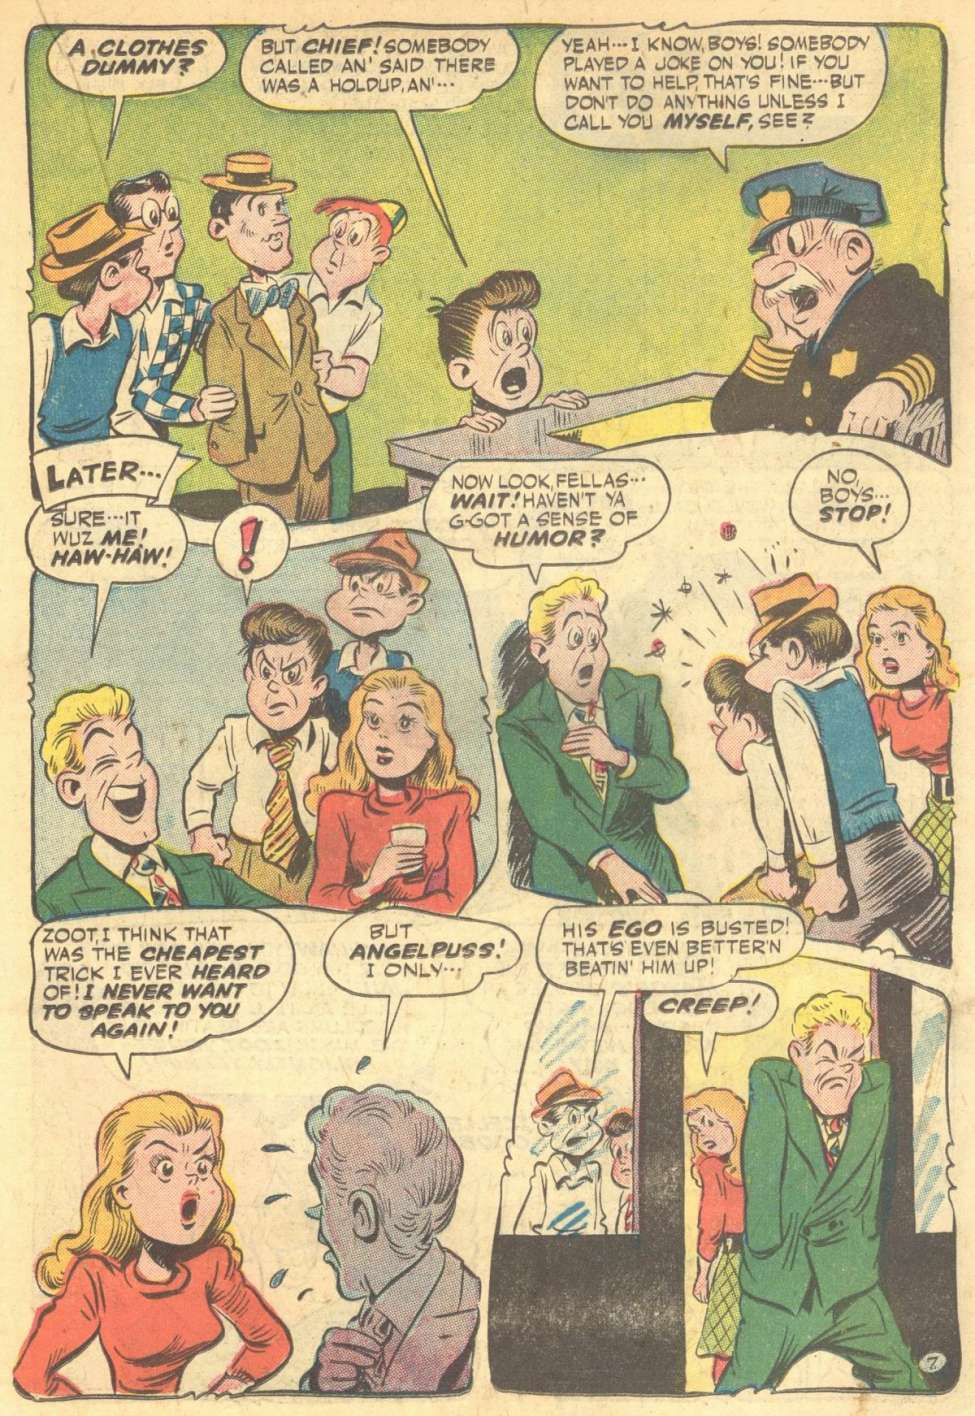 A CLOTHES
DUMMY?
BUT CHIEF! SOMEBODY
CALLED AN' SAID THERE
WAS A HOLDUP, AN'...
YEAH... I KNOW, BOYS! SOMEBODY
PLAYED A JOKE ON YOU! IF YOU
WANT TO HELP, THAT'S FINE... BUT
DON'T DO ANYTHING UNLESS I
CALL YOU MYSELF, SEE?
LATER...
SURE... IT
WUZ ME!
HAW-HAW!
!
NOW LOOK, FELLAS...
WAIT! HAVEN'T YA
G-GOT A SENSE OF
HUMOR?
NO,
BOYS...
STOP!
ZOOT, I THINK THAT
WAS THE CHEAPEST
TRICK I EVER HEARD
OF! I NEVER WANT
TO SPEAK TO YOU
AGAIN!
BUT
ANGELPUSS!
I ONLY...
HIS EGO IS BUSTED!
THAT'S EVEN BETTER'N
BEATIN' HIM UP!
CREEP!
7